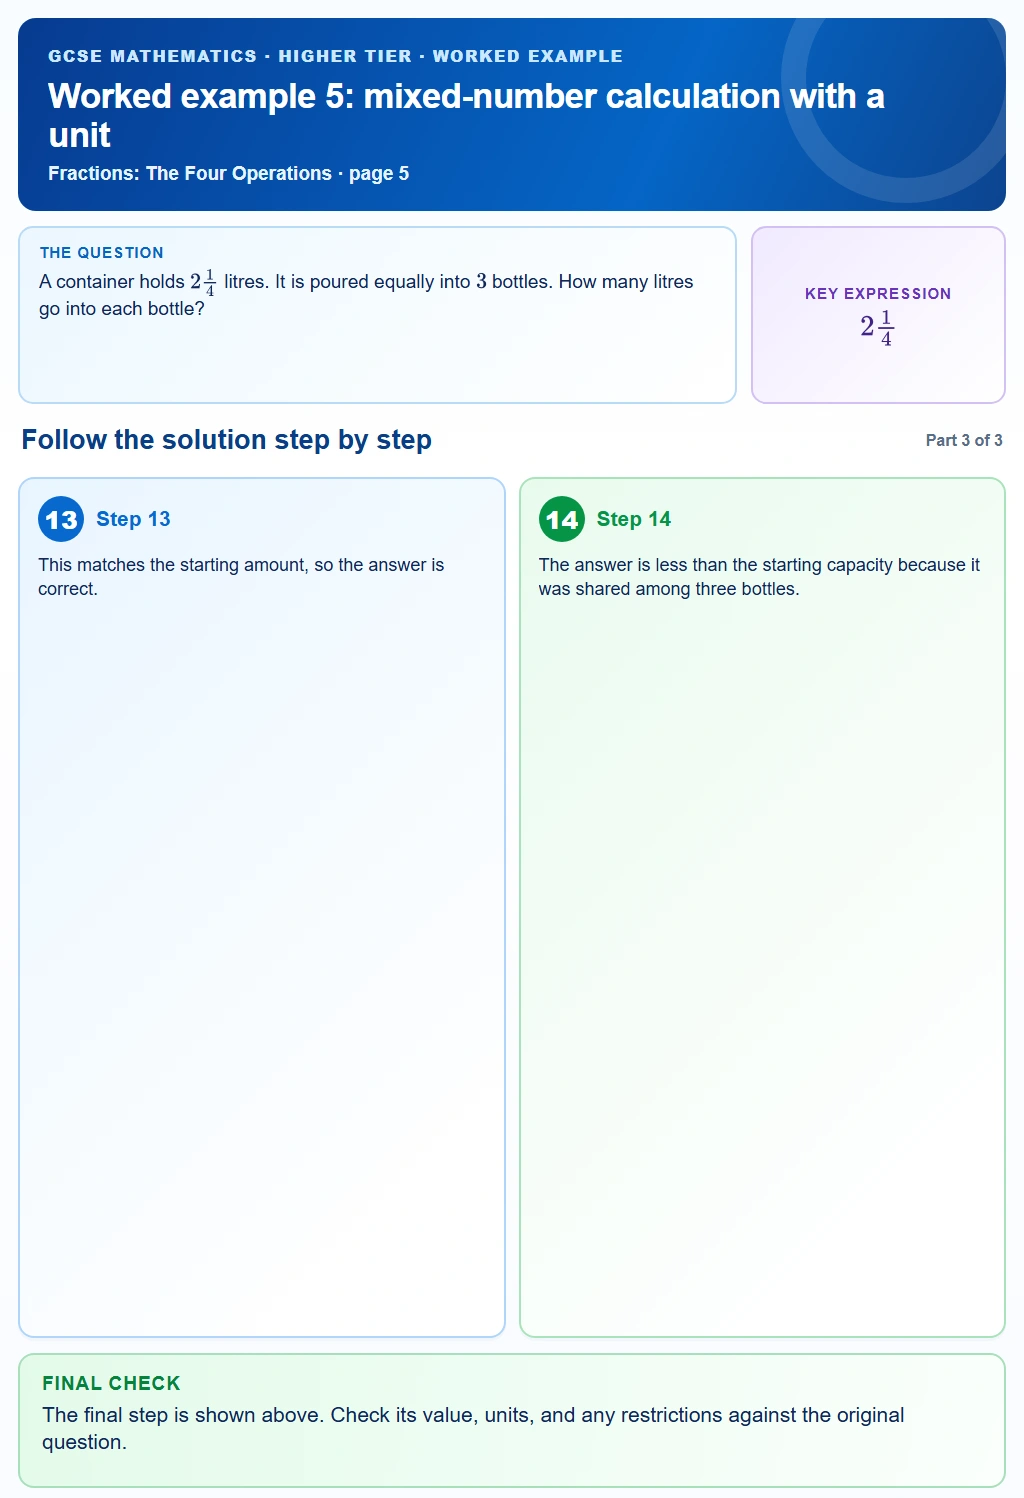 GCSE MATHEMATICS · HIGHER TIER · WORKED EXAMPLE
Worked example 5: mixed-number calculation with a
unit
Fractions: The Four Operations · page 5
THE QUESTION
A container holds 2 1/4 litres. It is poured equally into 3 bottles. How many litres
go into each bottle?
KEY EXPRESSION
2 1/4
Follow the solution step by step
Part 3 of 3
13 Step 13
This matches the starting amount, so the answer is
correct.
14 Step 14
The answer is less than the starting capacity because it
was shared among three bottles.
FINAL CHECK
The final step is shown above. Check its value, units, and any restrictions against the original
question.